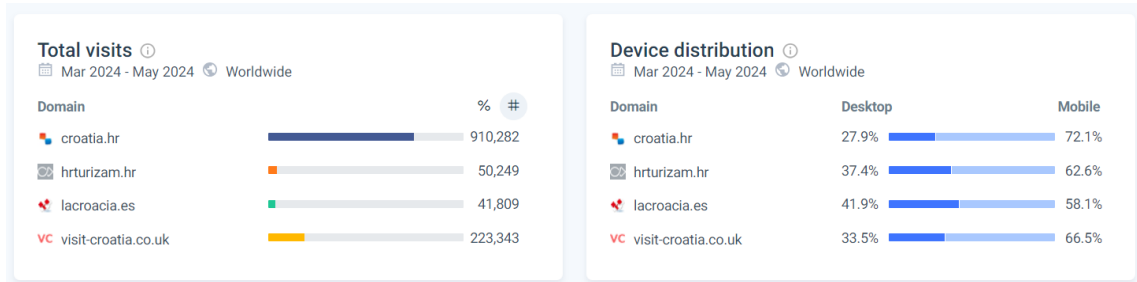 Total visits
Mar 2024 - May 2024 Worldwide
Domain % #
croatia.hr 910,282
hrturizam.hr 50,249
lacroacia.es 41,809
VC visit-croatia.co.uk 223,343
Device distribution
Mar 2024 - May 2024 Worldwide
Domain Desktop Mobile
croatia.hr 27.9% 72.1%
hrturizam.hr 37.4% 62.6%
lacroacia.es 41.9% 58.1%
VC visit-croatia.co.uk 33.5% 66.5%